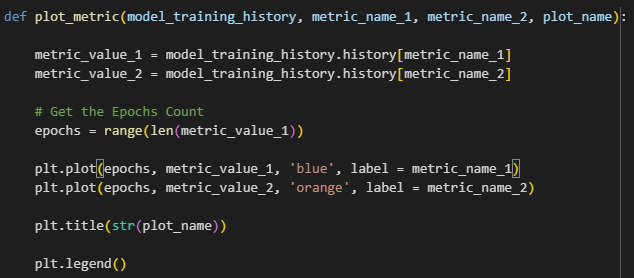 def plot_metric(model_training_history, metric_name_1, metric_name_2, plot_name):
metric_value_1 = model_training_history.history[metric_name_1]
metric_value_2 = model_training_history.history[metric_name_2]
# Get the Epochs Count
epochs = range(len(metric_value_1))
plt.plot(epochs, metric_value_1, 'blue', label = metric_name_1)
plt.plot(epochs, metric_value_2, 'orange', label = metric_name_2)
plt.title(str(plot_name))
plt.legend()